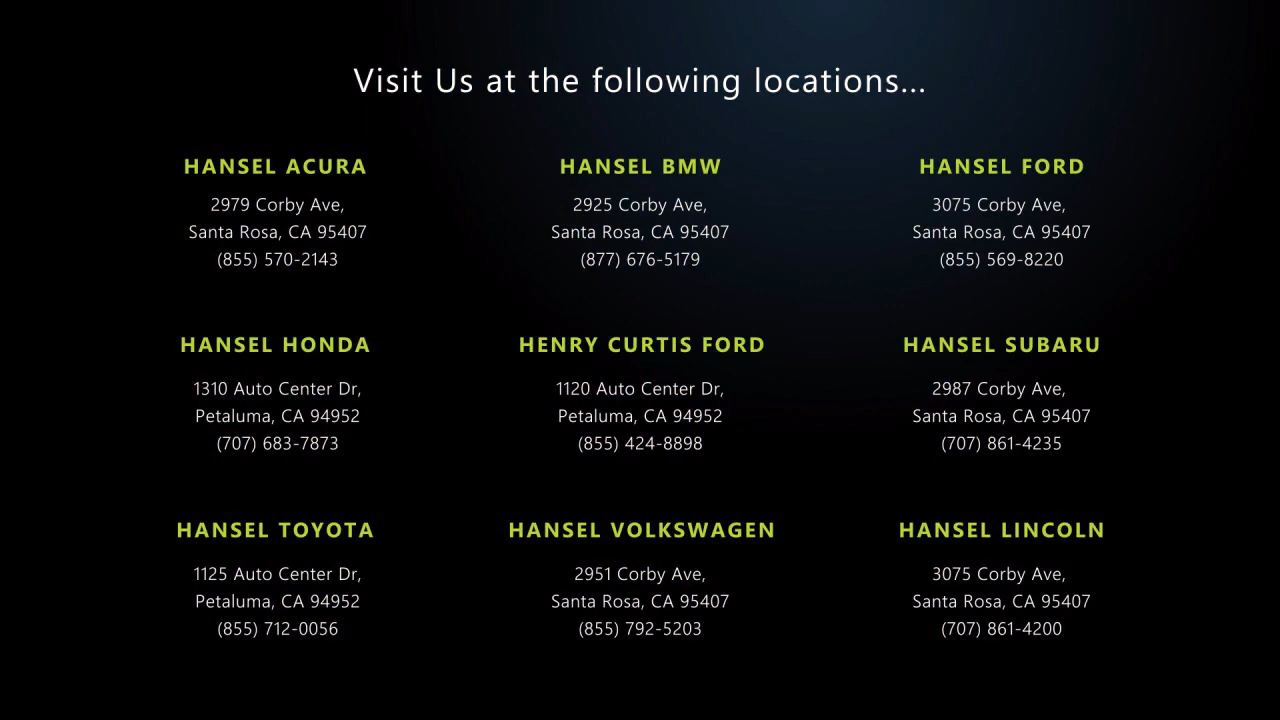 Visit Us at the following locations...
HANSEL ACURA
2979 Corby Ave,
Santa Rosa, CA 95407
(855) 570-2143
HANSEL BMW
2925 Corby Ave,
Santa Rosa, CA 95407
(877) 676-5179
HANSEL FORD
3075 Corby Ave,
Santa Rosa, CA 95407
(855) 569-8220
HANSEL HONDA
1310 Auto Center Dr,
Petaluma, CA 94952
(707) 683-7873
HENRY CURTIS FORD
1120 Auto Center Dr,
Petaluma, CA 94952
(855) 424-8898
HANSEL SUBARU
2987 Corby Ave,
Santa Rosa, CA 95407
(707) 861-4235
HANSEL TOYOTA
1125 Auto Center Dr,
Petaluma, CA 94952
(855) 712-0056
HANSEL VOLKSWAGEN
2951 Corby Ave,
Santa Rosa, CA 95407
(855) 792-5203
HANSEL LINCOLN
3075 Corby Ave,
Santa Rosa, CA 95407
(707) 861-4200